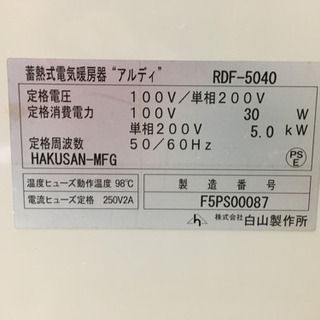 蓄熱式電気暖房器 “アルディ” RDF-5040
定格電圧 100V/単相200V
定格消費電力 100V 30 W
単相200V 5.0 kW
定格周波数 50/60Hz
HAKUSAN-MFG
PS
E
温度ヒューズ動作温度 98℃
電流ヒューズ定格 250V2A
製造番号
F5PS00087
株式会社 白山製作所